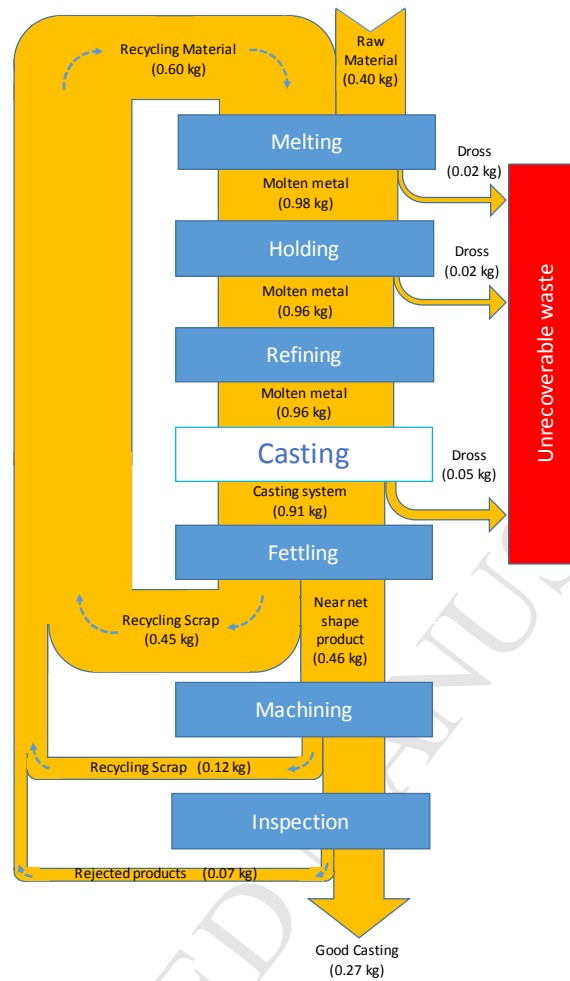 Recycling Material
(0.60 kg)
Raw
Material
(0.40 kg)
Melting
Dross
(0.02 kg)
Molten metal
(0.98 kg)
Holding
Dross
(0.02 kg)
Molten metal
(0.96 kg)
Refining
Molten metal
(0.96 kg)
Casting
Dross
(0.05 kg)
Casting system
(0.91 kg)
Fettling
Unrecoverable waste
Near net
shape
product
(0.46 kg)
Recycling Scrap
(0.45 kg)
Machining
Recycling Scrap (0.12 kg)
Inspection
Rejected products (0.07 kg)
Good Casting
(0.27 kg)